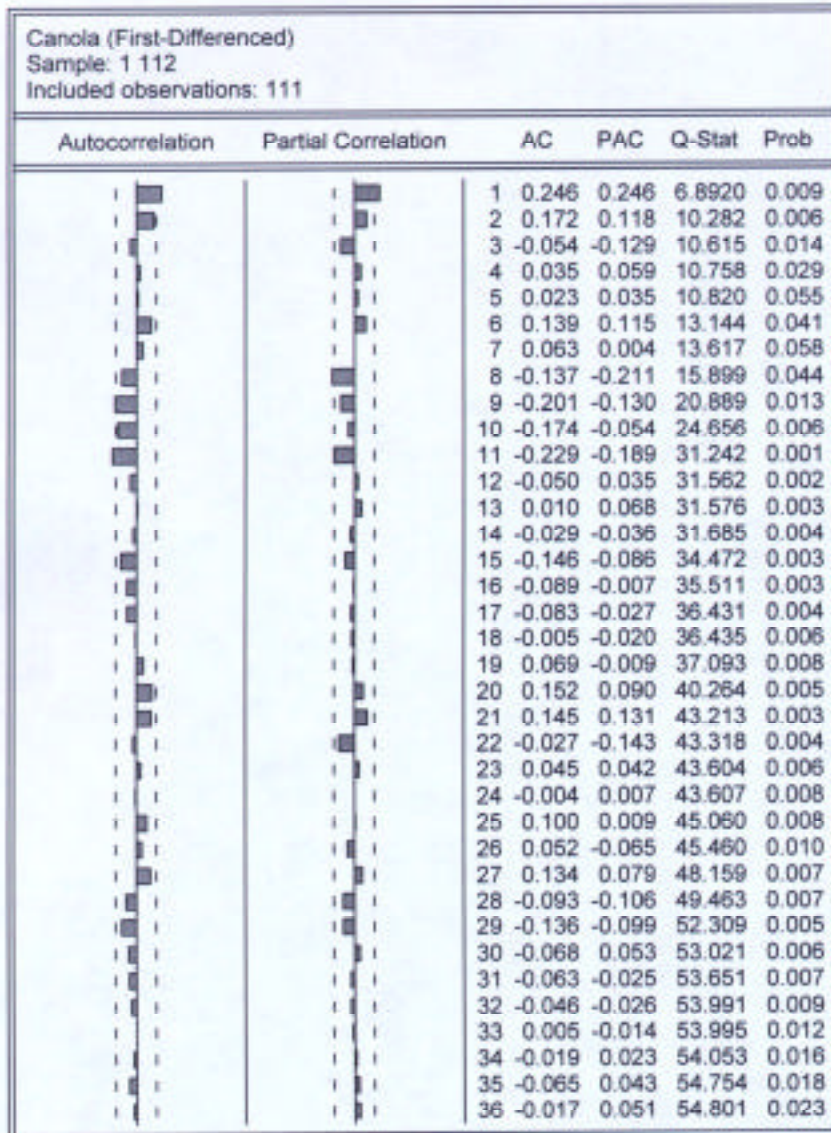 Canola (First-Differenced)
Sample: 1 112
Included observations: 111
Autocorrelation Partial Correlation AC PAC Q-Stat Prob
1 0.246 0.246 6.8920 0.009
2 0.172 0.118 10.282 0.006
3 -0.054 -0.129 10.615 0.014
4 0.035 0.059 10.758 0.029
5 0.023 0.035 10.820 0.055
6 0.139 0.115 13.144 0.041
7 0.063 0.004 13.617 0.058
8 -0.137 -0.211 15.899 0.044
9 -0.201 -0.130 20.889 0.013
10 -0.174 -0.054 24.656 0.006
11 -0.229 -0.189 31.242 0.001
12 -0.050 0.035 31.562 0.002
13 0.010 0.068 31.576 0.003
14 -0.029 -0.036 31.685 0.004
15 -0.146 -0.086 34.472 0.003
16 -0.089 -0.007 35.511 0.003
17 -0.083 -0.027 36.431 0.004
18 -0.005 -0.020 36.435 0.006
19 0.069 -0.009 37.093 0.008
20 0.152 0.090 40.264 0.005
21 0.145 0.131 43.213 0.003
22 -0.027 -0.143 43.318 0.004
23 0.045 0.042 43.604 0.006
24 -0.004 0.007 43.607 0.008
25 0.100 0.009 45.060 0.008
26 0.052 -0.065 45.460 0.010
27 0.134 0.079 48.159 0.007
28 -0.093 -0.106 49.463 0.007
29 -0.136 -0.099 52.309 0.005
30 -0.068 0.053 53.021 0.006
31 -0.063 -0.025 53.651 0.007
32 -0.046 -0.026 53.991 0.009
33 0.005 -0.014 53.995 0.012
34 -0.019 0.023 54.053 0.016
35 -0.065 0.043 54.754 0.018
36 -0.017 0.051 54.801 0.023